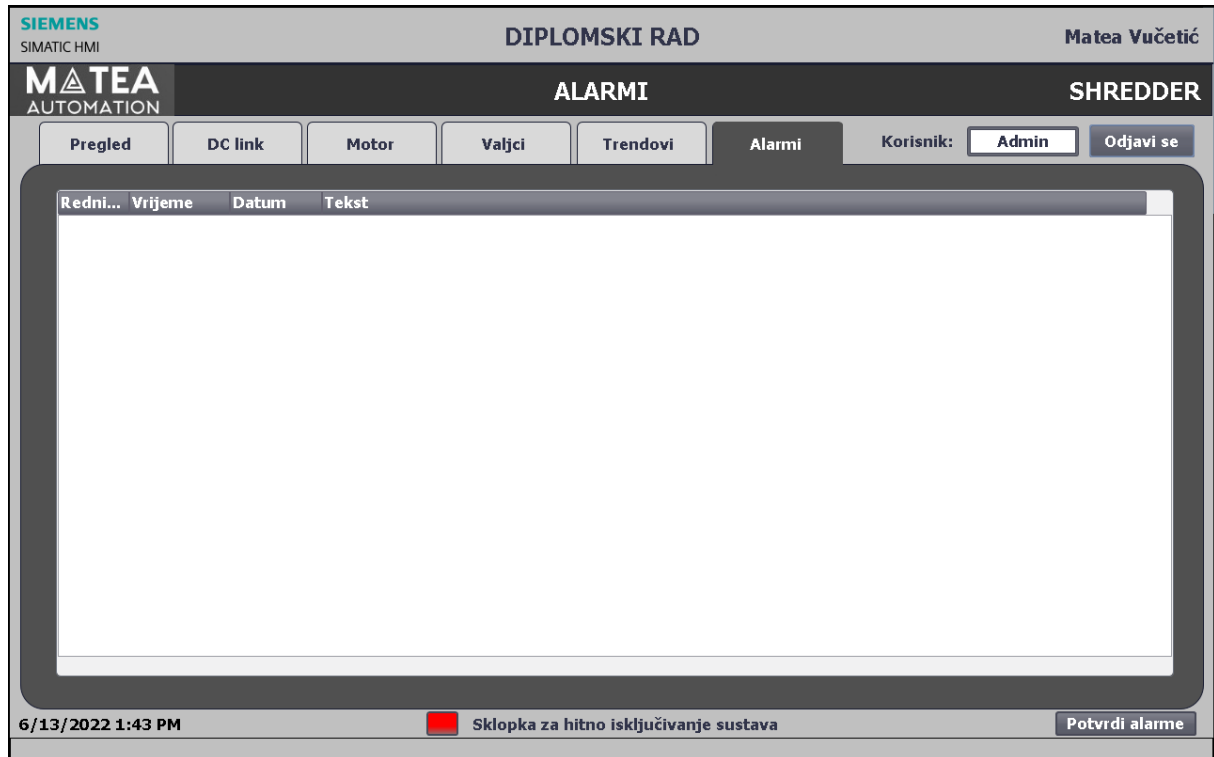 SIEMENS
SIMATIC HMI
DIPLOMSKI RAD
Matea Vučetić
MATEA
AUTOMATION
ALARMI
SHREDDER
Pregled
DC link
Motor
Valjci
Trendovi
Alarmi
Korisnik:
Admin
Odjavi se
Redni... Vrijeme Datum Tekst
6/13/2022 1:43 PM
Sklopka za hitno isključivanje sustava
Potvrdi alarme